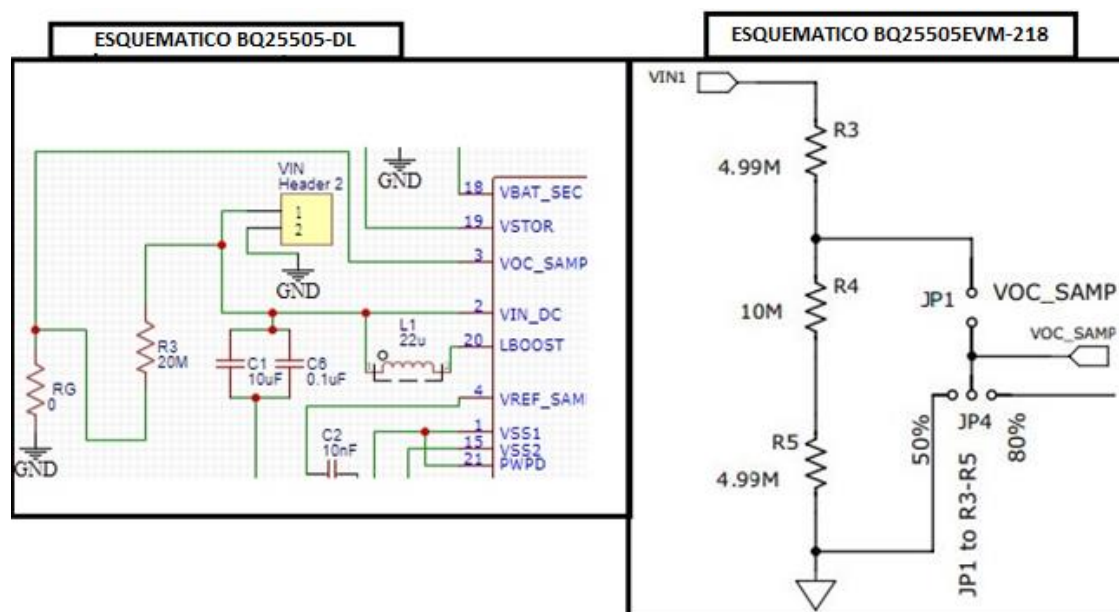 ESQUEMATICO BQ25505-DL
ESQUEMATICO BQ25505EVM-218
VIN
Header 2
1
2
GND
GND
18 VBAT_SEC
19 VSTOR
3 VOC_SAMP
2 VIN_DC
20 LBOOST
4 VREF_SAM
1 VSS1
15 VSS2
21 PWPD
L1
22u
R3
20M
C1
10uF
C6
0.1uF
RG
0
GND
C2
10nF
VIN1
R3
4.99M
R4
10M
JP1
VOC_SAMP
VOC_SAMP
R5
4.99M
50%
JP4
80%
JP1 to R3-R5